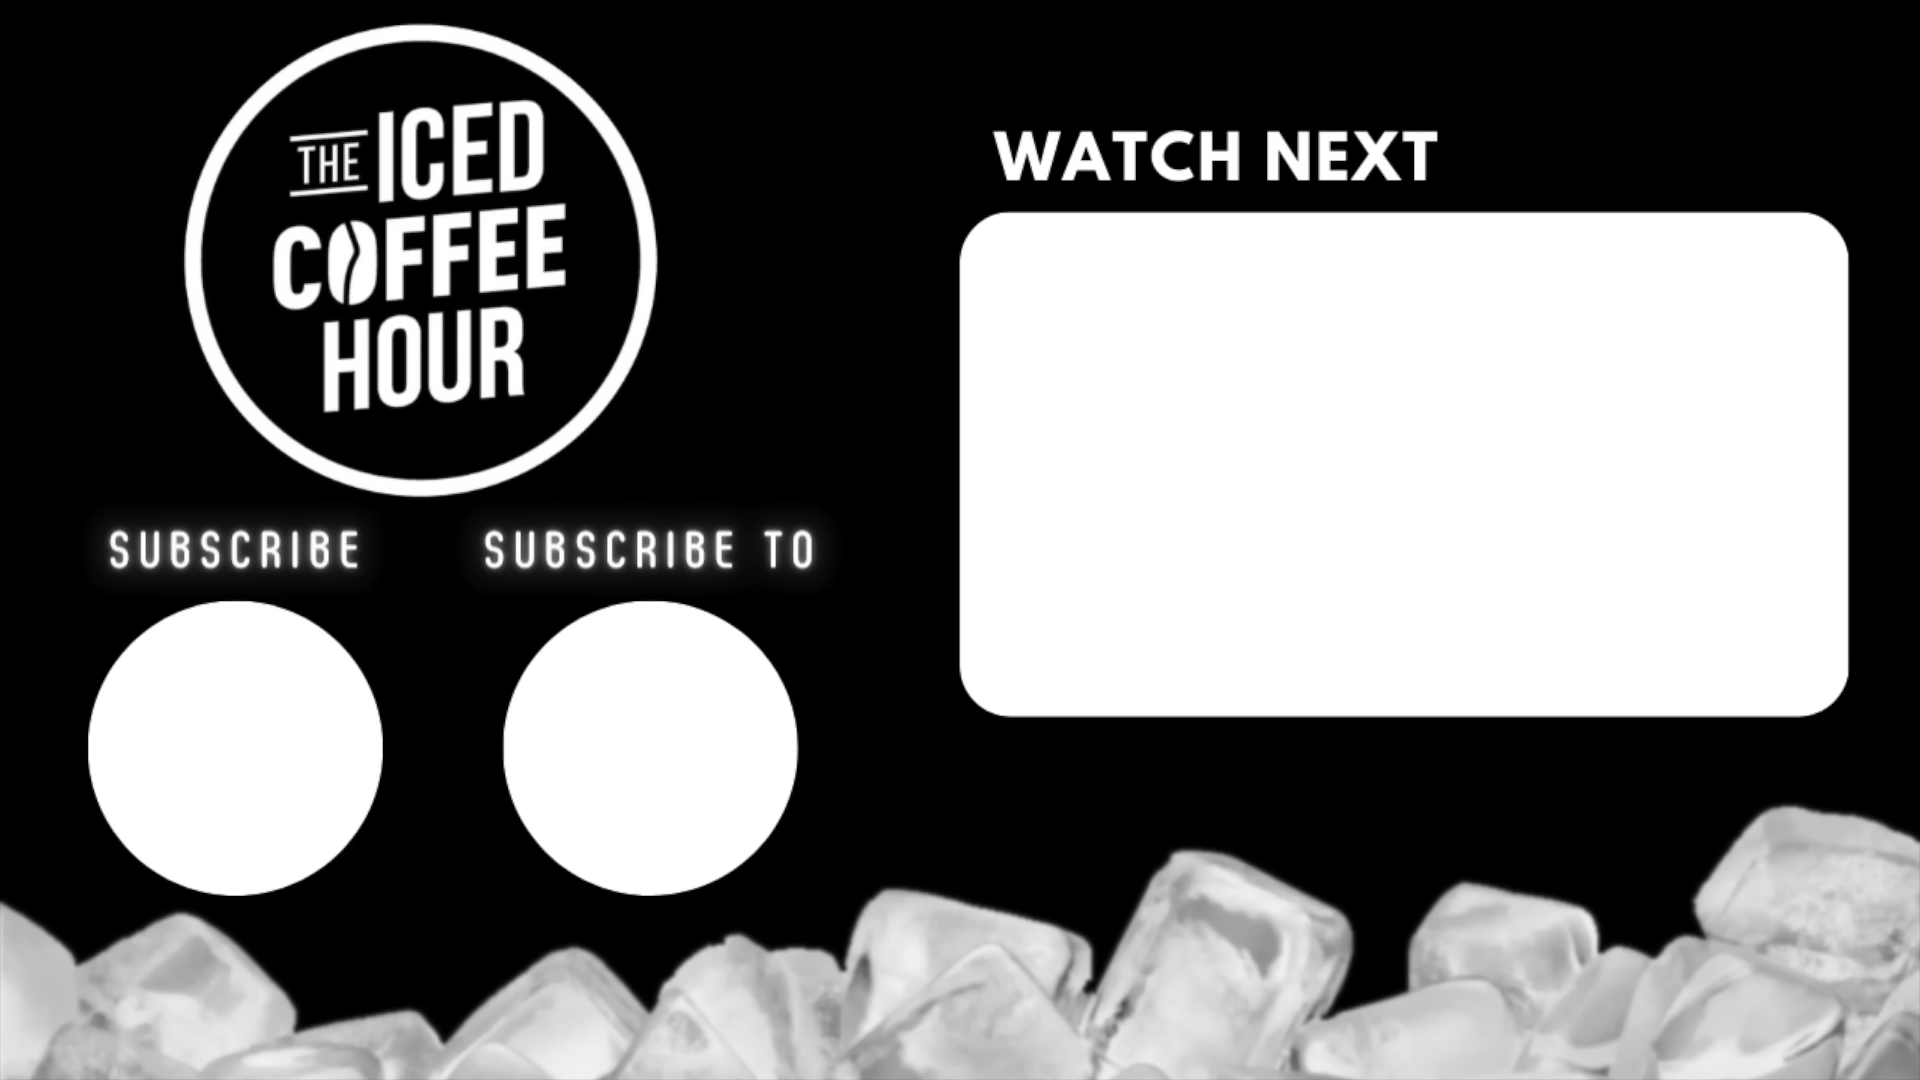 THE ICED
COFFEE
HOUR
WATCH NEXT
SUBSCRIBE
SUBSCRIBE TO